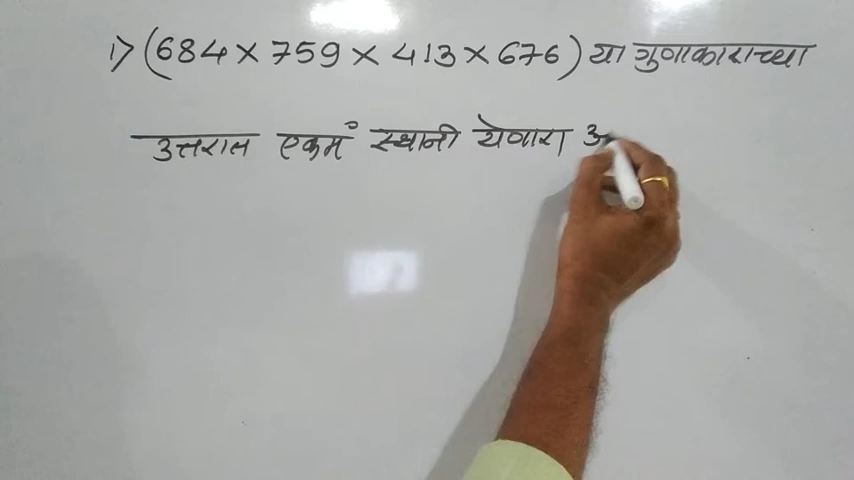 1) (684 × 759 × 413 × 676) या गुणाकाराच्या
उत्तरात एकमं स्थानी येणारा अ